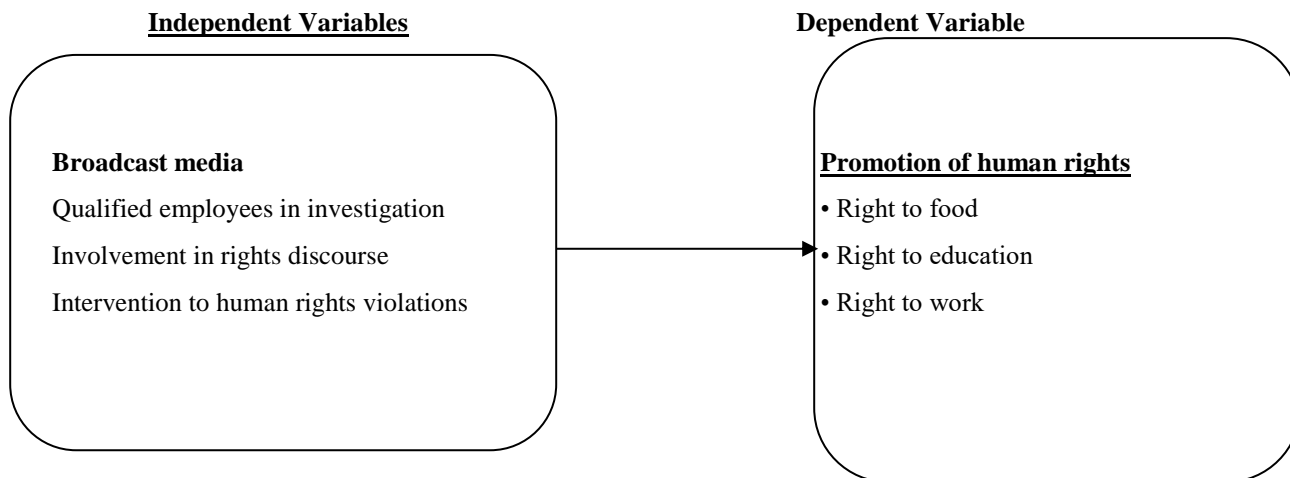 Independent Variables
Dependent Variable
Broadcast media
Qualified employees in investigation
Involvement in rights discourse
Intervention to human rights violations
Promotion of human rights
• Right to food
• Right to education
• Right to work